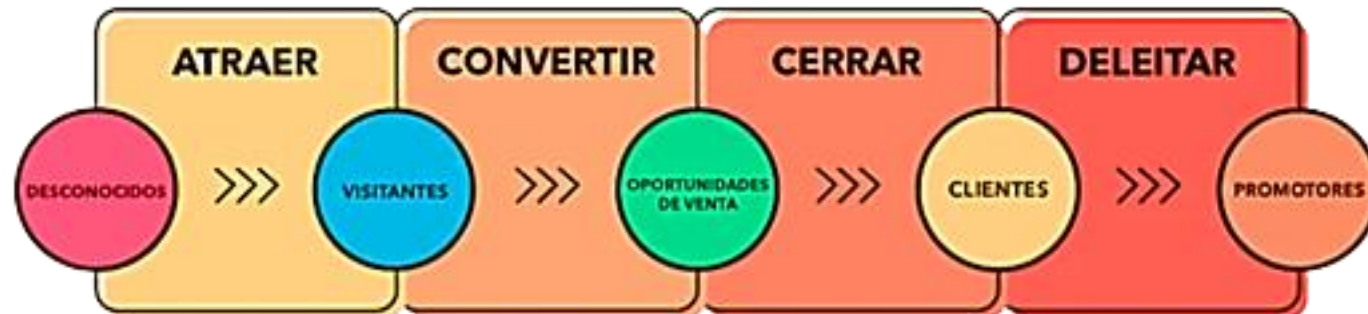 ATRAER
CONVERTIR
CERRAR
DELEITAR
DESCONOCIDOS
VISITANTES
OPORTUNIDADES
DE VENTA
CLIENTES
PROMOTORES